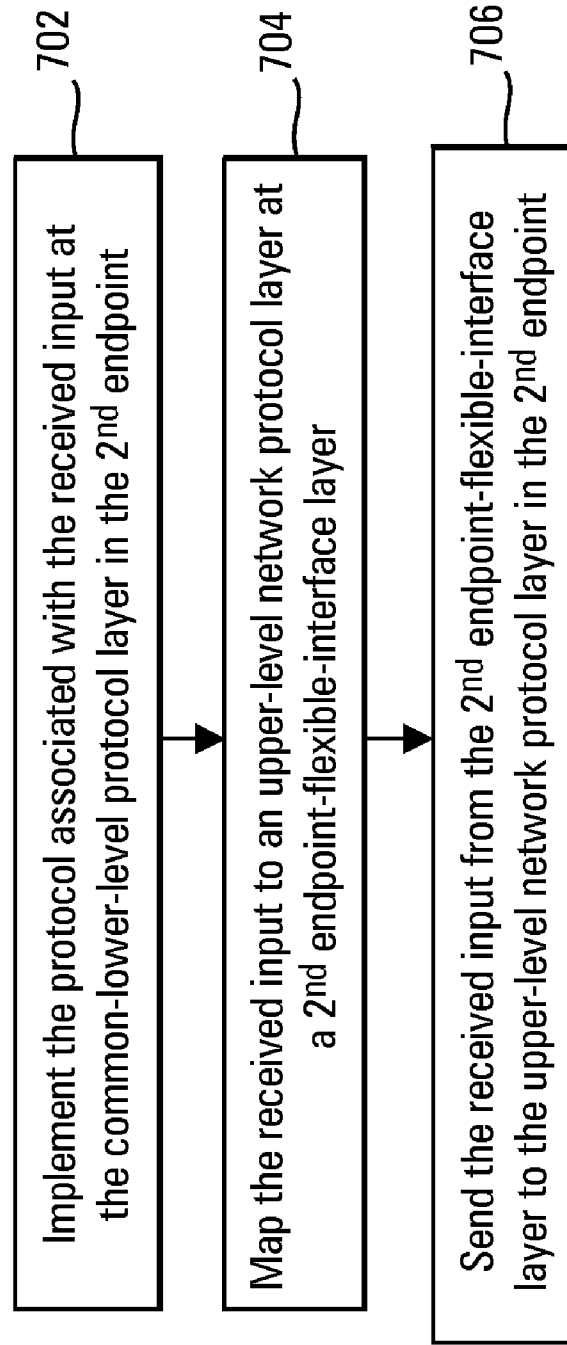 Implement the protocol associated with the received input at
the common-lower-level protocol layer in the 2nd endpoint
702
Map the received input to an upper-level network protocol layer at
a 2nd endpoint-flexible-interface layer
704
Send the received input from the 2nd endpoint-flexible-interface
layer to the upper-level network protocol layer in the 2nd endpoint
706